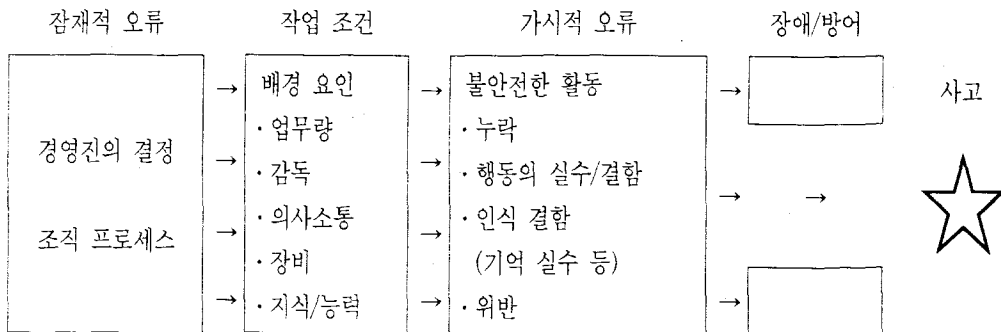 잠재적 오류
작업 조건
가시적 오류
장애/방어
경영진의 결정
조직 프로세스
배경 요인
· 업무량
· 감독
· 의사소통
· 장비
· 지식/능력
불안전한 활동
· 누락
· 행동의 실수/결함
· 인식 결함
(기억 실수 등)
· 위반
사고